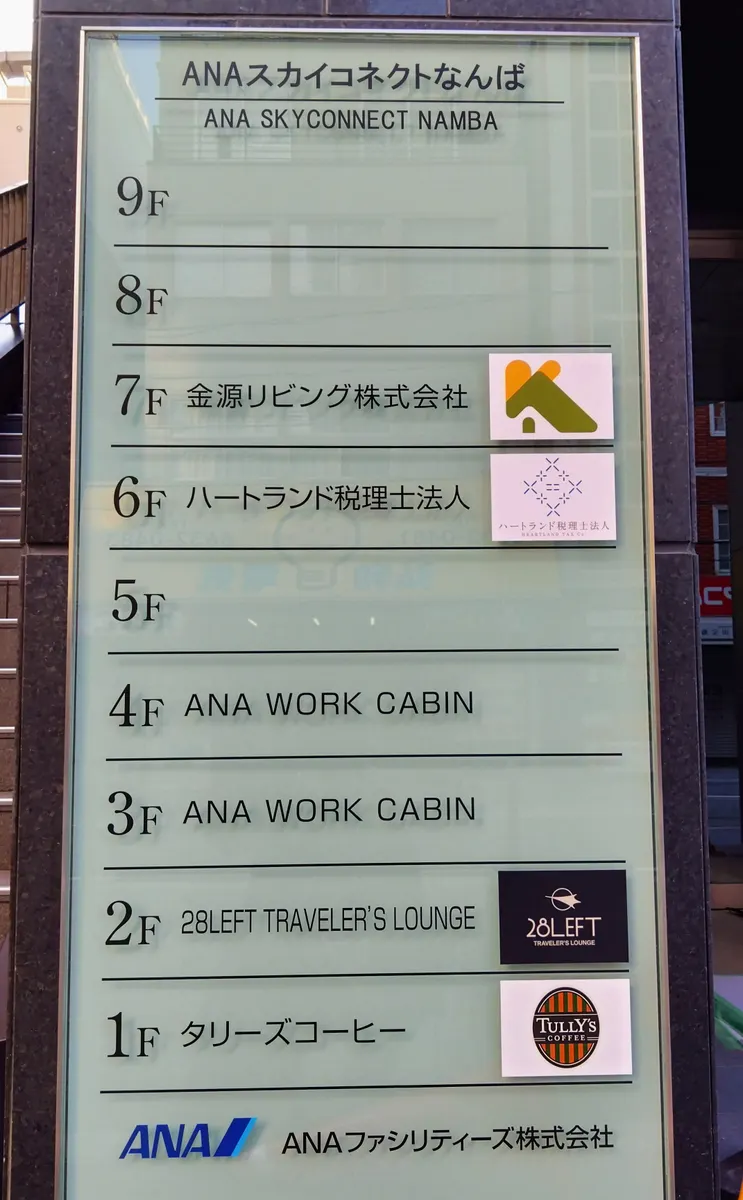 ANAスカイコネクトなんば
ANA SKYCONNECT NAMBA
9F
8F
7F 金源リビング株式会社
6F ハートランド税理士法人
ハートランド税理士法人
5F
4F ANA WORK CABIN
3F ANA WORK CABIN
2F 28LEFT TRAVELER'S LOUNGE
28LEFT
TRAVELER'S LOUNGE
1F タリーズコーヒー
TULLY'S
COFFEE
ANA ANAファシリティーズ株式会社